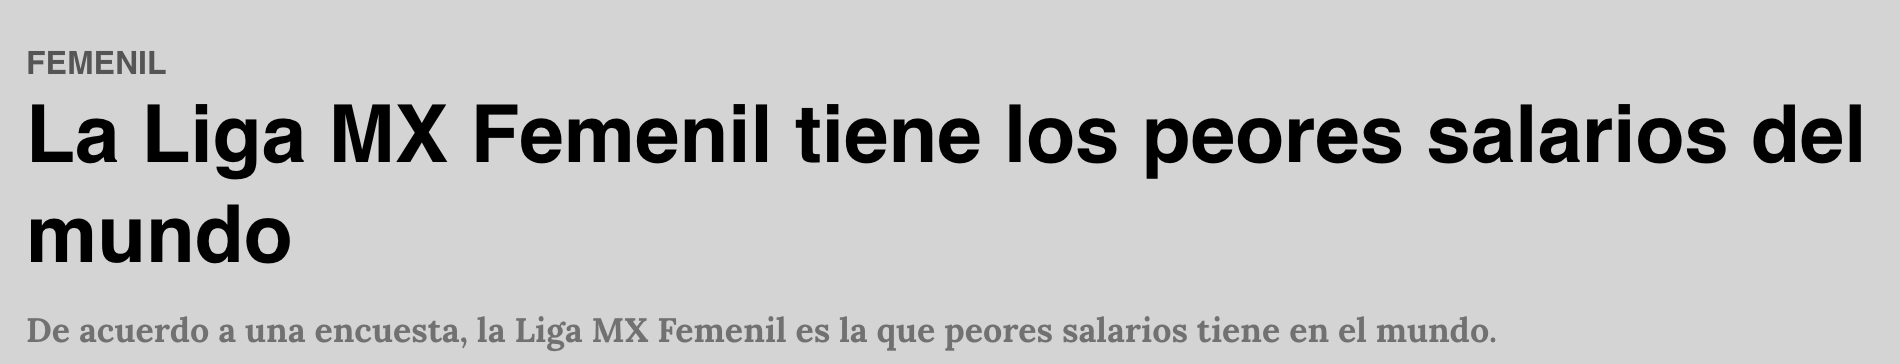 FEMENIL
La Liga MX Femenil tiene los peores salarios del
mundo
De acuerdo a una encuesta, la Liga MX Femenil es la que peores salarios tiene en el mundo.